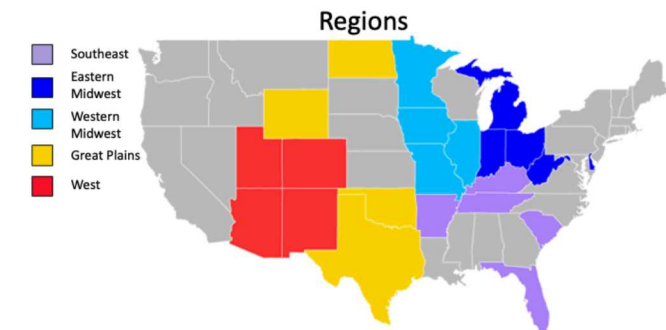 Regions
Southeast
Eastern
Midwest
Western
Midwest
Great Plains
West